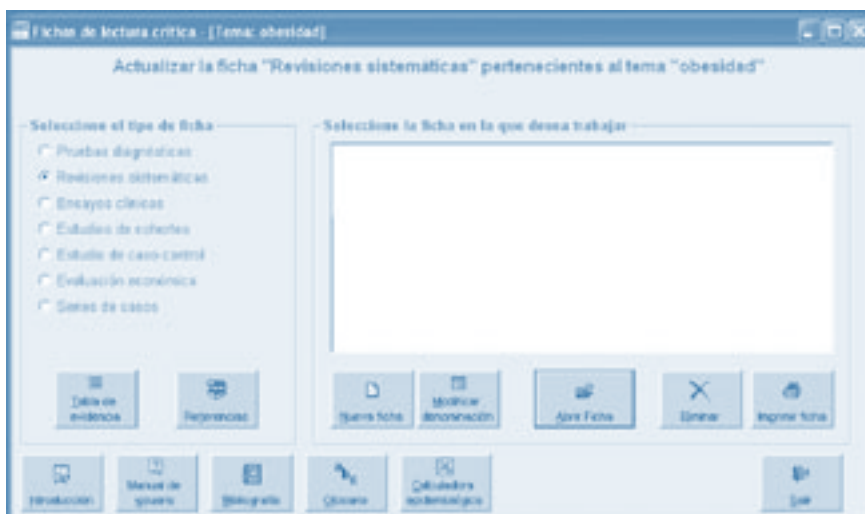 Fichas de lectura crítica - [Tema: obesidad]
Actualizar la ficha "Revisiones sistemáticas" pertenecientes al tema "obesidad"
Seleccione el tipo de ficha
Pruebas diagnósticas
Revisiones sistemáticas
Ensayos clínicos
Estudios de cohortes
Estudio de caso-control
Evaluación económica
Series de casos
Tabla de
evidencia
Referencias
Seleccione la ficha en la que desea trabajar
Nueva ficha
Modificar
denominación
Abrir Ficha
Eliminar
Imprimir ficha
Introducción
Manual de
usuario
Bibliografía
Glosario
Calculadora
epidemiológica
Salir